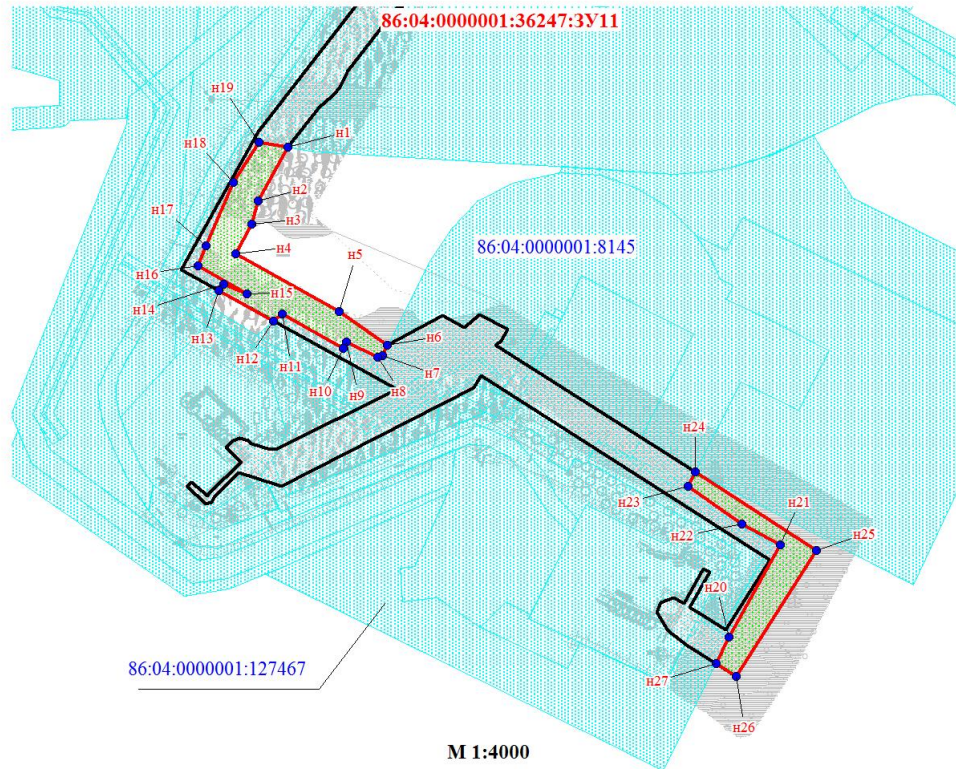 86:04:0000001:36247:ЗУ11
н19
н1
н18
н2
н3
н17
н4
н5
86:04:0000001:8145
н16
н15
н14
н13
н6
н12
н7
н11
н10
н9
н8
н24
н23
н21
н22
н25
н20
86:04:0000001:127467
н27
н26
М 1:4000